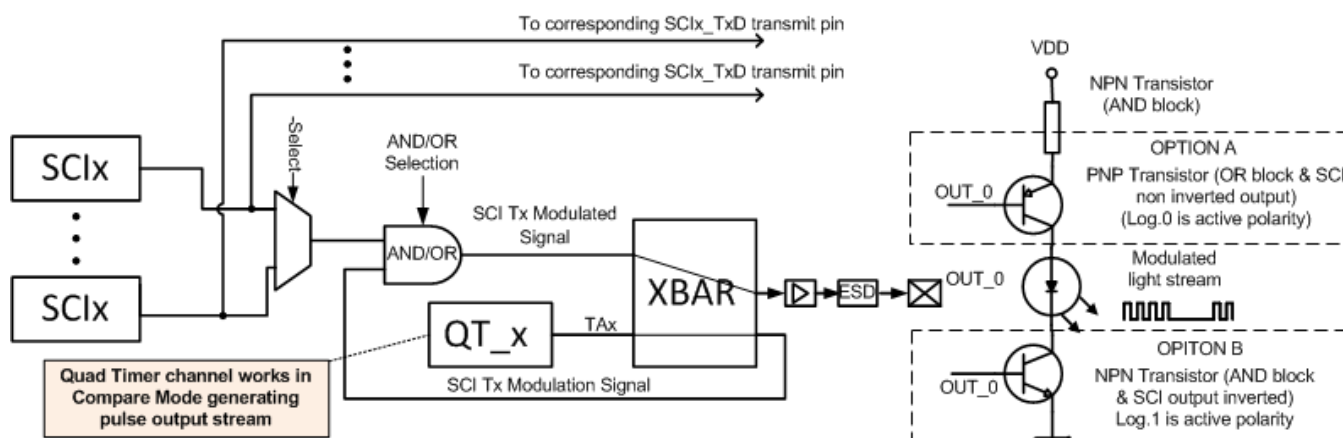 To corresponding SCIx_TxD transmit pin
To corresponding SCIx_TxD transmit pin
SCIx
SCIx
-Select-
AND/OR
Selection
AND/OR
SCI Tx Modulated
Signal
XBAR
QT_x
TAx
SCI Tx Modulation Signal
Quad Timer channel works in
Compare Mode generating
pulse output stream
ESD
OUT_0
VDD
NPN Transistor
(AND block)
OPTION A
PNP Transistor (OR block & SCI
non inverted output)
(Log.0 is active polarity)
OUT_0
Modulated
light stream
OPITON B
NPN Transistor (AND block
& SCI output inverted)
Log.1 is active polarity
OUT_0